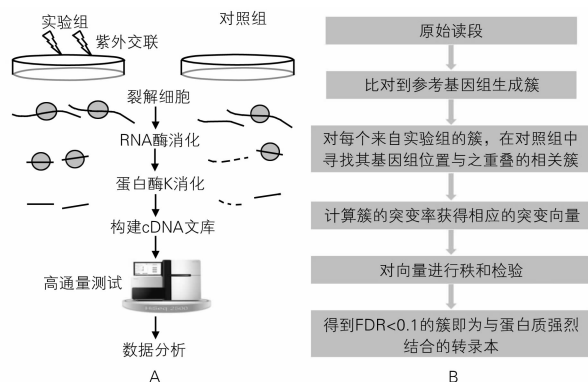 实验组
对照组
紫外交联
裂解细胞
RNA酶消化
蛋白酶K消化
构建cDNA文库
高通量测试
数据分析
A
原始读段
比对到参考基因组生成簇
对每个来自实验组的簇，在对照组中
寻找其基因组位置与之重叠的相关簇
计算簇的突变率获得相应的突变向量
对向量进行秩和检验
得到FDR<0.1的簇即为与蛋白质强烈
结合的转录本
B